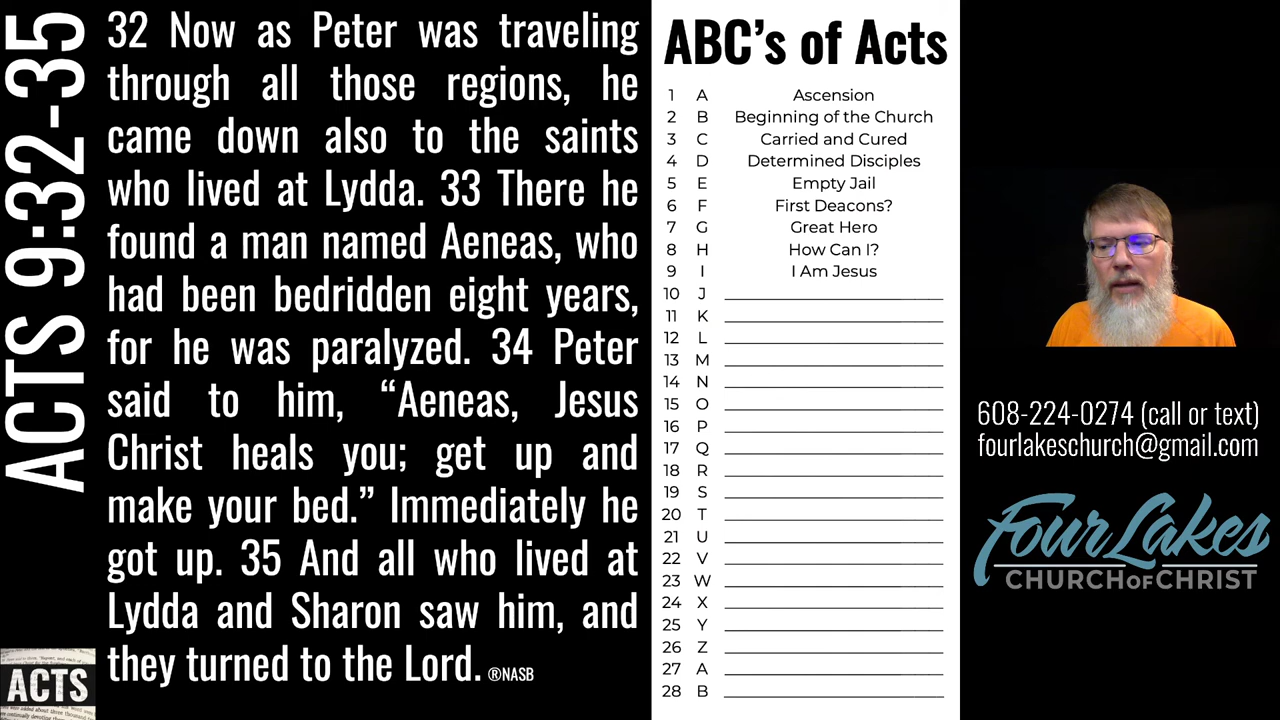 ACTS 9:32-35
32 Now as Peter was traveling
through all those regions, he
came down also to the saints
who lived at Lydda. 33 There he
found a man named Aeneas, who
had been bedridden eight years,
for he was paralyzed. 34 Peter
said to him, “Aeneas, Jesus
Christ heals you; get up and
make your bed.” Immediately he
got up. 35 And all who lived at
Lydda and Sharon saw him, and
they turned to the Lord. ®NASB
ACTS
ABC’s of Acts
1 A Ascension
2 B Beginning of the Church
3 C Carried and Cured
4 D Determined Disciples
5 E Empty Jail
6 F First Deacons?
7 G Great Hero
8 H How Can I?
9 I I Am Jesus
10 J
11 K
12 L
13 M
14 N
15 O
16 P
17 Q
18 R
19 S
20 T
21 U
22 V
23 W
24 X
25 Y
26 Z
27 A
28 B
608-224-0274 (call or text)
fourlakeschurch@gmail.com
Four Lakes
CHURCH OF CHRIST